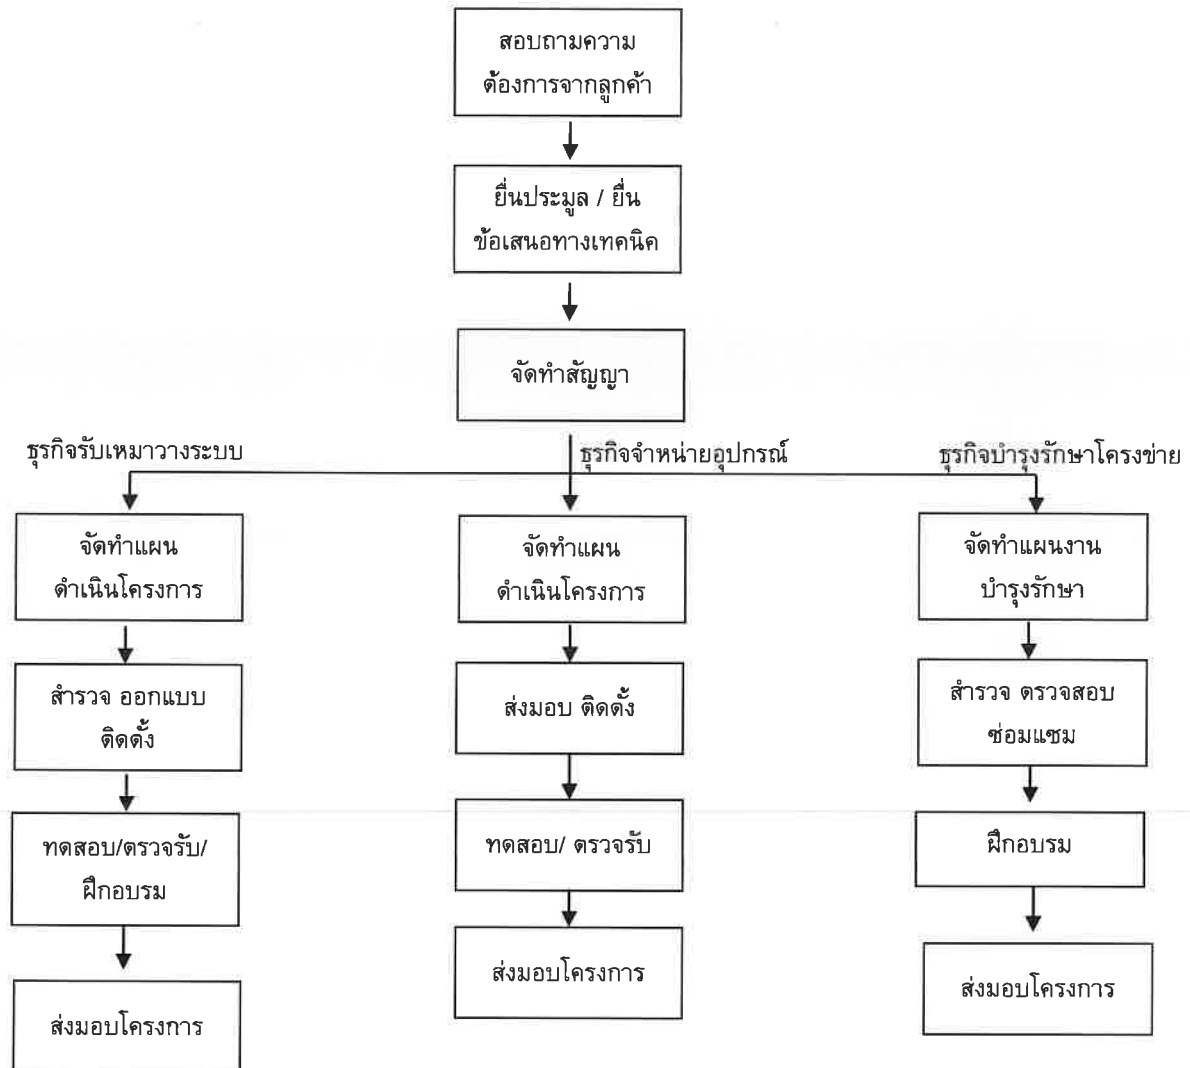 สอบถามความ
ต้องการจากลูกค้า
ยื่นประมูล / ยื่น
ข้อเสนอทางเทคนิค
จัดทำสัญญา
ธุรกิจรับเหมาวางระบบ
ธุรกิจจำหน่ายอุปกรณ์
ธุรกิจบำรุงรักษาโครงข่าย
จัดทำแผน
ดำเนินโครงการ
สำรวจ ออกแบบ
ติดตั้ง
ทดสอบ/ตรวจรับ/
ฝึกอบรม
ส่งมอบโครงการ
จัดทำแผน
ดำเนินโครงการ
ส่งมอบ ติดตั้ง
ทดสอบ/ ตรวจรับ
ส่งมอบโครงการ
จัดทำแผนงาน
บำรุงรักษา
สำรวจ ตรวจสอบ
ซ่อมแซม
ฝึกอบรม
ส่งมอบโครงการ